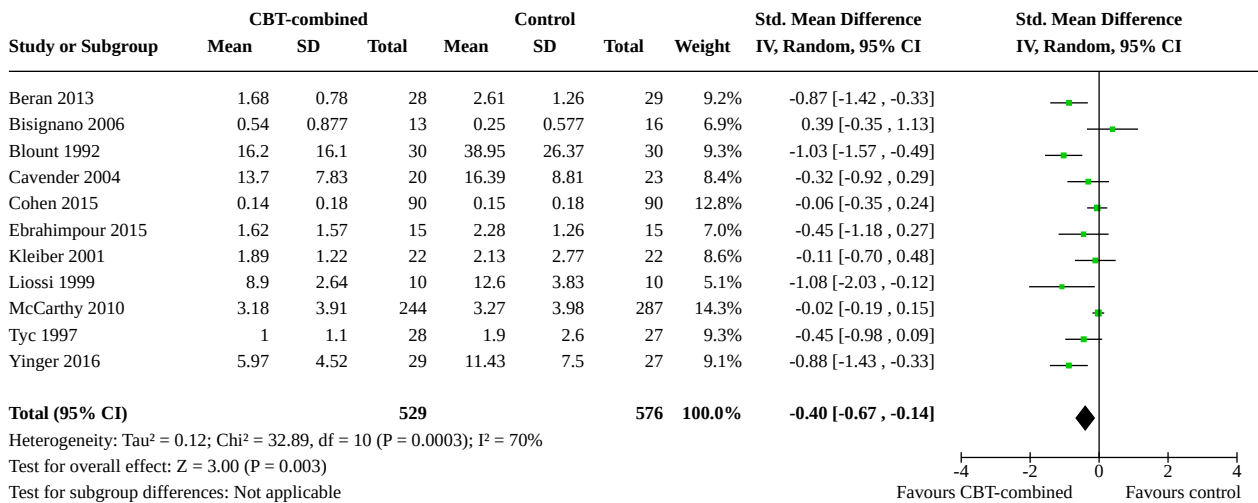 CBT-combined Control Std. Mean Difference Std. Mean Difference
Study or Subgroup Mean SD Total Mean SD Total Weight IV, Random, 95% CI IV, Random, 95% CI
Beran 2013 1.68 0.78 28 2.61 1.26 29 9.2% -0.87 [-1.42 , -0.33]
Bisignano 2006 0.54 0.877 13 0.25 0.577 16 6.9% 0.39 [-0.35 , 1.13]
Blount 1992 16.2 16.1 30 38.95 26.37 30 9.3% -1.03 [-1.57 , -0.49]
Cavender 2004 13.7 7.83 20 16.39 8.81 23 8.4% -0.32 [-0.92 , 0.29]
Cohen 2015 0.14 0.18 90 0.15 0.18 90 12.8% -0.06 [-0.35 , 0.24]
Ebrahimpour 2015 1.62 1.57 15 2.28 1.26 15 7.0% -0.45 [-1.18 , 0.27]
Kleiber 2001 1.89 1.22 22 2.13 2.77 22 8.6% -0.11 [-0.70 , 0.48]
Liossi 1999 8.9 2.64 10 12.6 3.83 10 5.1% -1.08 [-2.03 , -0.12]
McCarthy 2010 3.18 3.91 244 3.27 3.98 287 14.3% -0.02 [-0.19 , 0.15]
Tyc 1997 1 1.1 28 1.9 2.6 27 9.3% -0.45 [-0.98 , 0.09]
Yinger 2016 5.97 4.52 29 11.43 7.5 27 9.1% -0.88 [-1.43 , -0.33]
Total (95% CI) 529 576 100.0% -0.40 [-0.67 , -0.14]
Heterogeneity: Tau² = 0.12; Chi² = 32.89, df = 10 (P = 0.0003); I² = 70%
Test for overall effect: Z = 3.00 (P = 0.003)
-4 -2 0 2 4
Test for subgroup differences: Not applicable
Favours CBT-combined Favours control